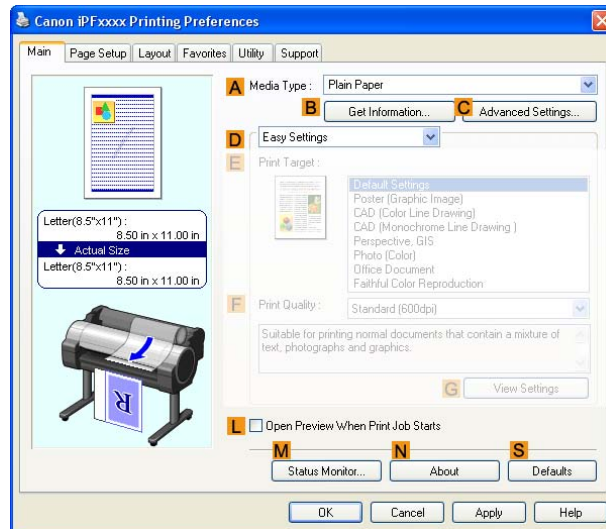 Canon iPFxxxx Printing Preferences
Main Page Setup Layout Favorites Utility Support
A Media Type : Plain Paper
B C
Get Information... Advanced Settings...
D Easy Settings
E Print Target :
Default Settings
Poster (Graphic Image)
CAD (Color Line Drawing)
CAD (Monochrome Line Drawing )
Perspective, GIS
Photo (Color)
Office Document
Faithful Color Reproduction
Letter(8.5"x11") :
8.50 in x 11.00 in
Actual Size
Letter(8.5"x11") :
8.50 in x 11.00 in
R
F Print Quality : Standard (600dpi)
Suitable for printing normal documents that contain a mixture of
text, photographs and graphics.
G View Settings
L Open Preview When Print Job Starts
M N S
Status Monitor... About Defaults
OK Cancel Apply Help